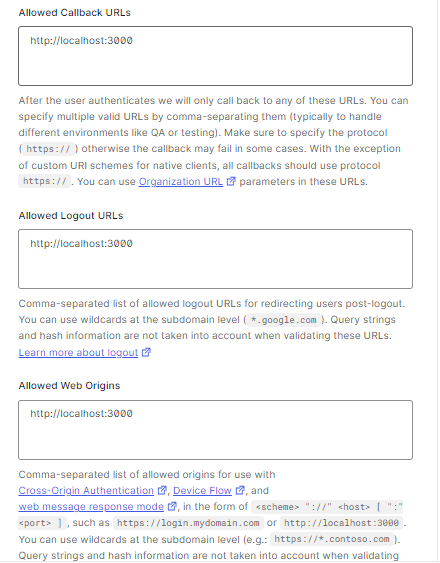 Allowed Callback URLs
http://localhost:3000
After the user authenticates we will only call back to any of these URLs. You can
specify multiple valid URLs by comma-separating them (typically to handle
different environments like QA or testing). Make sure to specify the protocol
( https:// ) otherwise the callback may fail in some cases. With the exception
of custom URI schemes for native clients, all callbacks should use protocol
https:// . You can use Organization URL parameters in these URLs.
Allowed Logout URLs
http://localhost:3000
Comma-separated list of allowed logout URLs for redirecting users post-logout.
You can use wildcards at the subdomain level ( *.google.com ). Query strings
and hash information are not taken into account when validating these URLs.
Learn more about logout
Allowed Web Origins
http://localhost:3000
Comma-separated list of allowed origins for use with
Cross-Origin Authentication , Device Flow , and
web message response mode , in the form of <scheme> "://" <host> [ ":"
<port> ] , such as https://login.mydomain.com or http://localhost:3000 .
You can use wildcards at the subdomain level (e.g.: https://*.contoso.com ).
Query strings and hash information are not taken into account when validating